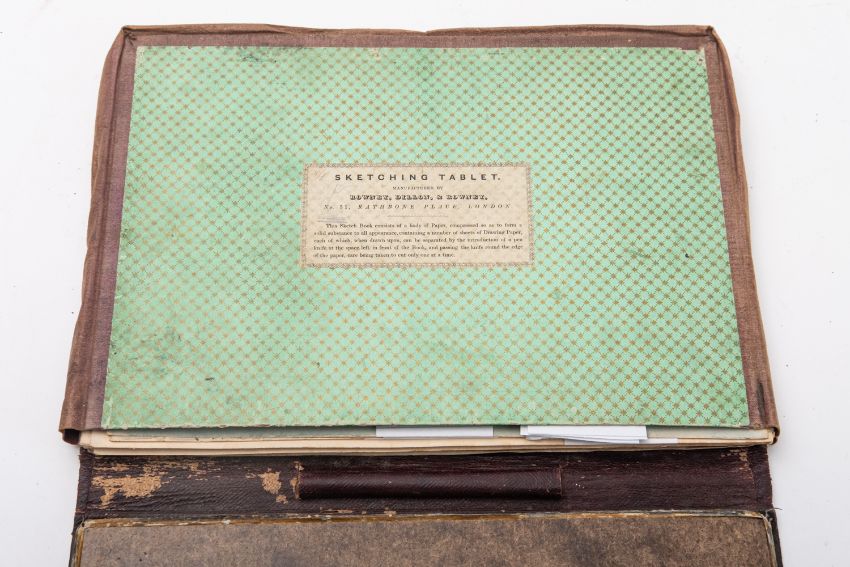 SKETCHING TABLET.
MANUFACTURED BY
ROWNEY, DILLON, & ROWNEY,
No. 51, RATHBONE PLACE, LONDON
This Sketch Book consists of a body of Paper, compressed so as to form a
solid substance to all appearance, containing a number of sheets of Drawing Paper,
each of which, when drawn upon, can be separated by the introduction of a pen
knife at the space left in front of the Book, and passing the knife round the edge
of the paper, care being taken to cut only one at a time.